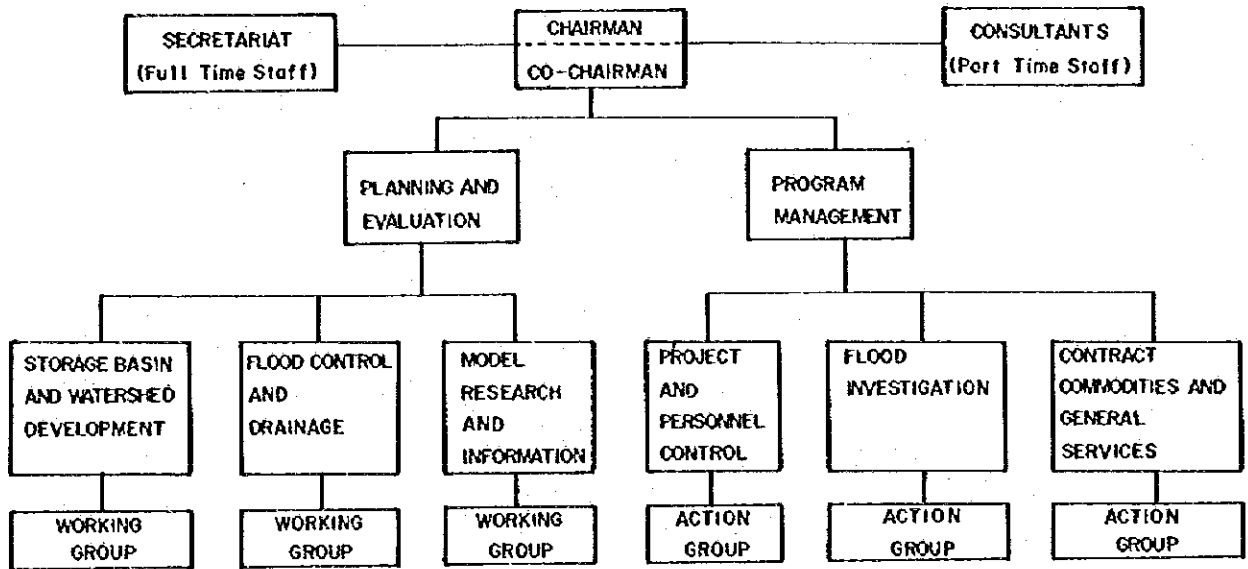 SECRETARIAT
(Full Time Staff)
CHAIRMAN
CO-CHAIRMAN
CONSULTANTS
(Part Time Staff)
PLANNING AND
EVALUATION
PROGRAM
MANAGEMENT
STORAGE BASIN
AND WATERSHED
DEVELOPMENT
FLOOD CONTROL
AND
DRAINAGE
MODEL
RESEARCH
AND
INFORMATION
PROJECT
AND
PERSONNEL
CONTROL
FLOOD
INVESTIGATION
CONTRACT
COMMODITIES AND
GENERAL
SERVICES
WORKING
GROUP
WORKING
GROUP
WORKING
GROUP
ACTION
GROUP
ACTION
GROUP
ACTION
GROUP